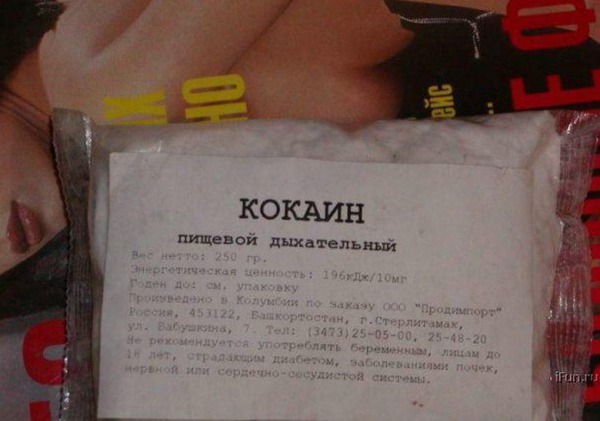 НО
ейс
Е Ф
КОКАИН
пищевой дыхательный
Вес нетто: 250 гр.
Энергетическая ценность: 196кДж/10мг
Годен до: см. упаковку
Произведено в Колумбии по заказу ООО "Продимпорт"
Россия, 453122, Башкортостан, г.Стерлитамак,
ул. Бабушкина, 7. Тел: (3473)25-05-00, 25-48-20
Не рекомендуется употреблять беременным, лицам до
18 лет, страдающим диабетом, заболеваниями почек,
нервной или сердечно-сосудистой системы.
iFun.ru